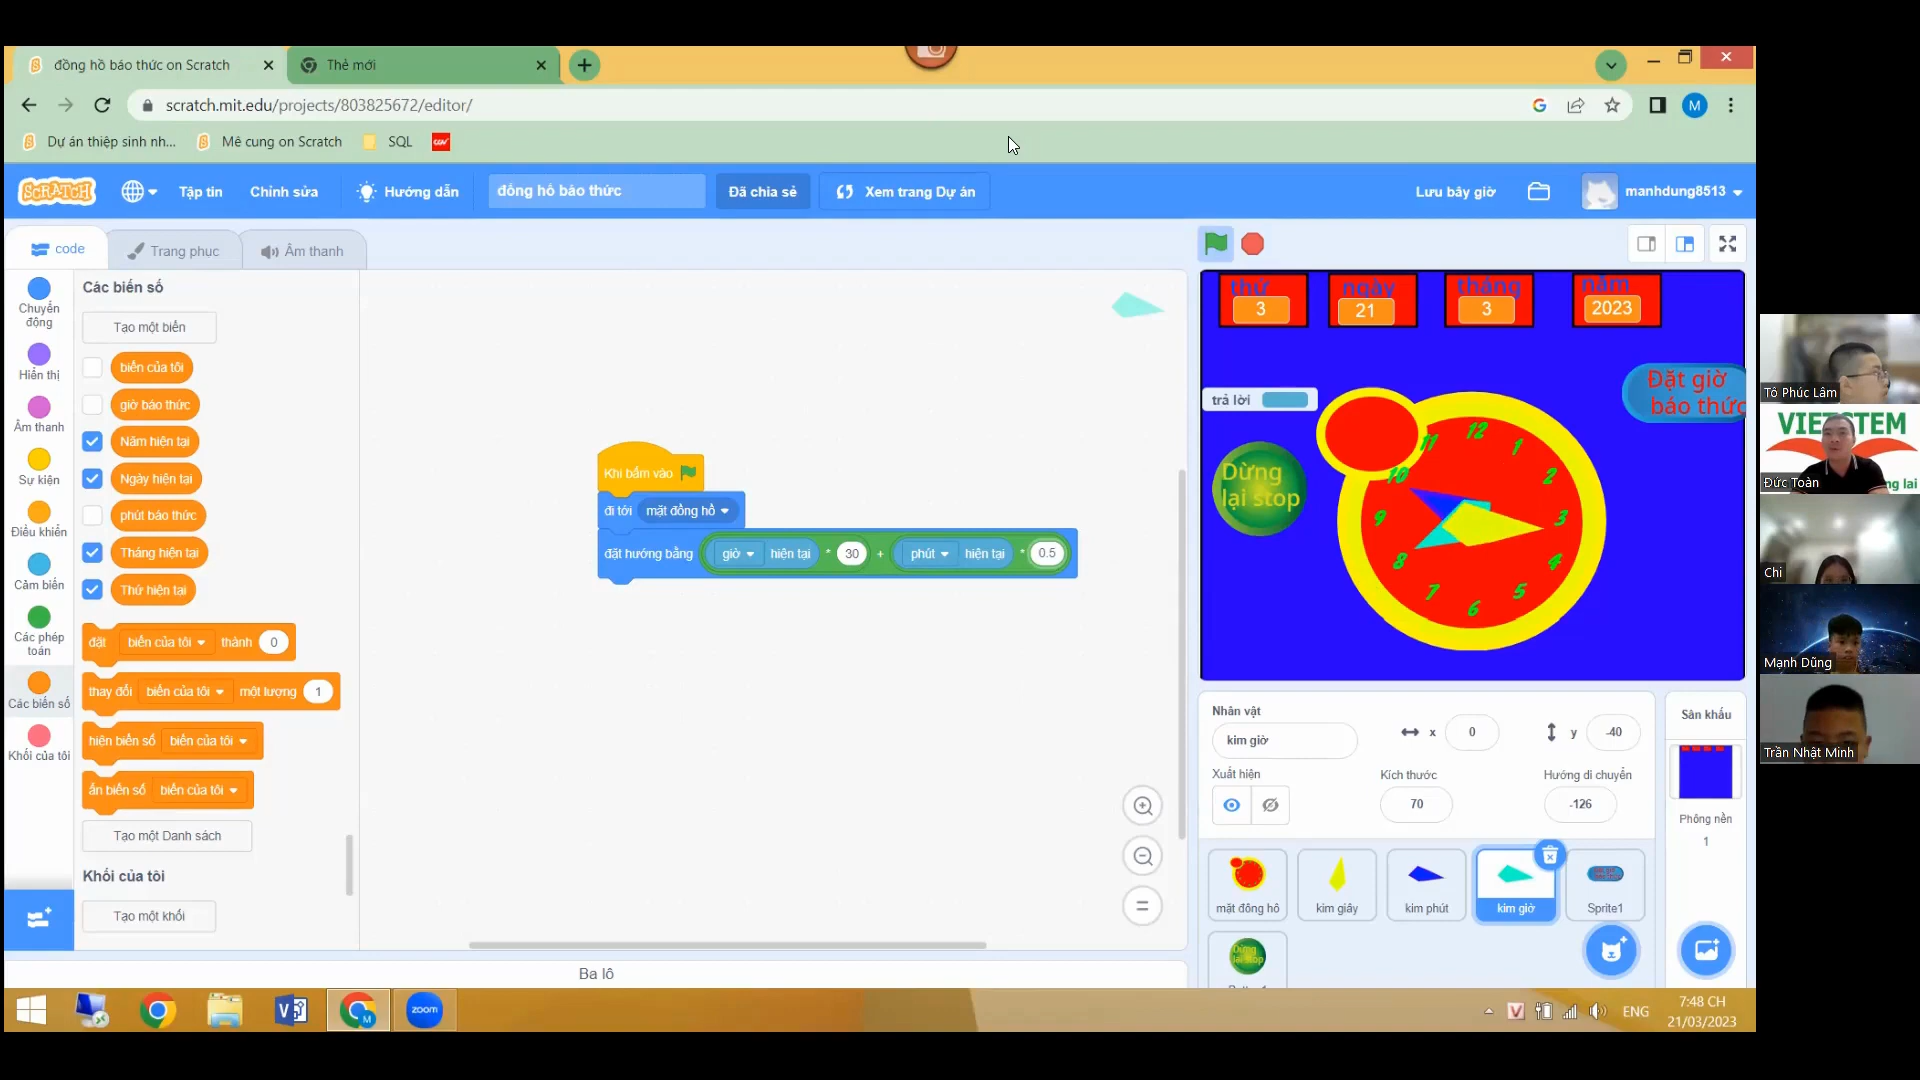 đồng hồ báo thức on Scratch
Thẻ mới
scratch.mit.edu/projects/803825672/editor/
M
Dự án thiệp sinh nh...
Mê cung on Scratch
SQL
CGV
SCRATCH
Tập tin
Chỉnh sửa
Hướng dẫn
đồng hồ báo thức
Đã chia sẻ
Xem trang Dự án
Lưu bây giờ
manhdung8513
code
Trang phục
Âm thanh
Chuyển động
Hiển thị
Âm thanh
Sự kiện
Điều khiển
Cảm biến
Các phép toán
Các biến số
Khối của tôi
Các biến số
Tạo một biến
biến của tôi
giờ báo thức
Năm hiện tại
Ngày hiện tại
phút báo thức
Tháng hiện tại
Thứ hiện tại
đặt biến của tôi thành 0
thay đổi biến của tôi một lượng 1
hiện biến số biến của tôi
ẩn biến số biến của tôi
Tạo một Danh sách
Khối của tôi
Tạo một khối
Khi bấm vào
đi tới mặt đồng hồ
đặt hướng bằng giờ hiện tại * 30 + phút hiện tại * 0.5
Ba lô
thứ
3
ngày
21
tháng
3
năm
2023
trả lời
Đặt giờ
báo thức
Dừng
lại stop
12
1
2
3
4
5
6
7
8
9
10
11
Nhân vật
kim giờ
x
0
y
-40
Xuất hiện
Kích thước
70
Hướng di chuyển
-126
mặt đồng hồ
kim giây
kim phút
kim giờ
Sprite1
Dừng
lại stop
Sân khấu
Phông nền
1
Tô Phúc Lâm
VIETSTEM
Đức Toàn
ng lai
Chi
Mạnh Dũng
Trần Nhật Minh
zoom
V
ENG
7:48 CH
21/03/2023